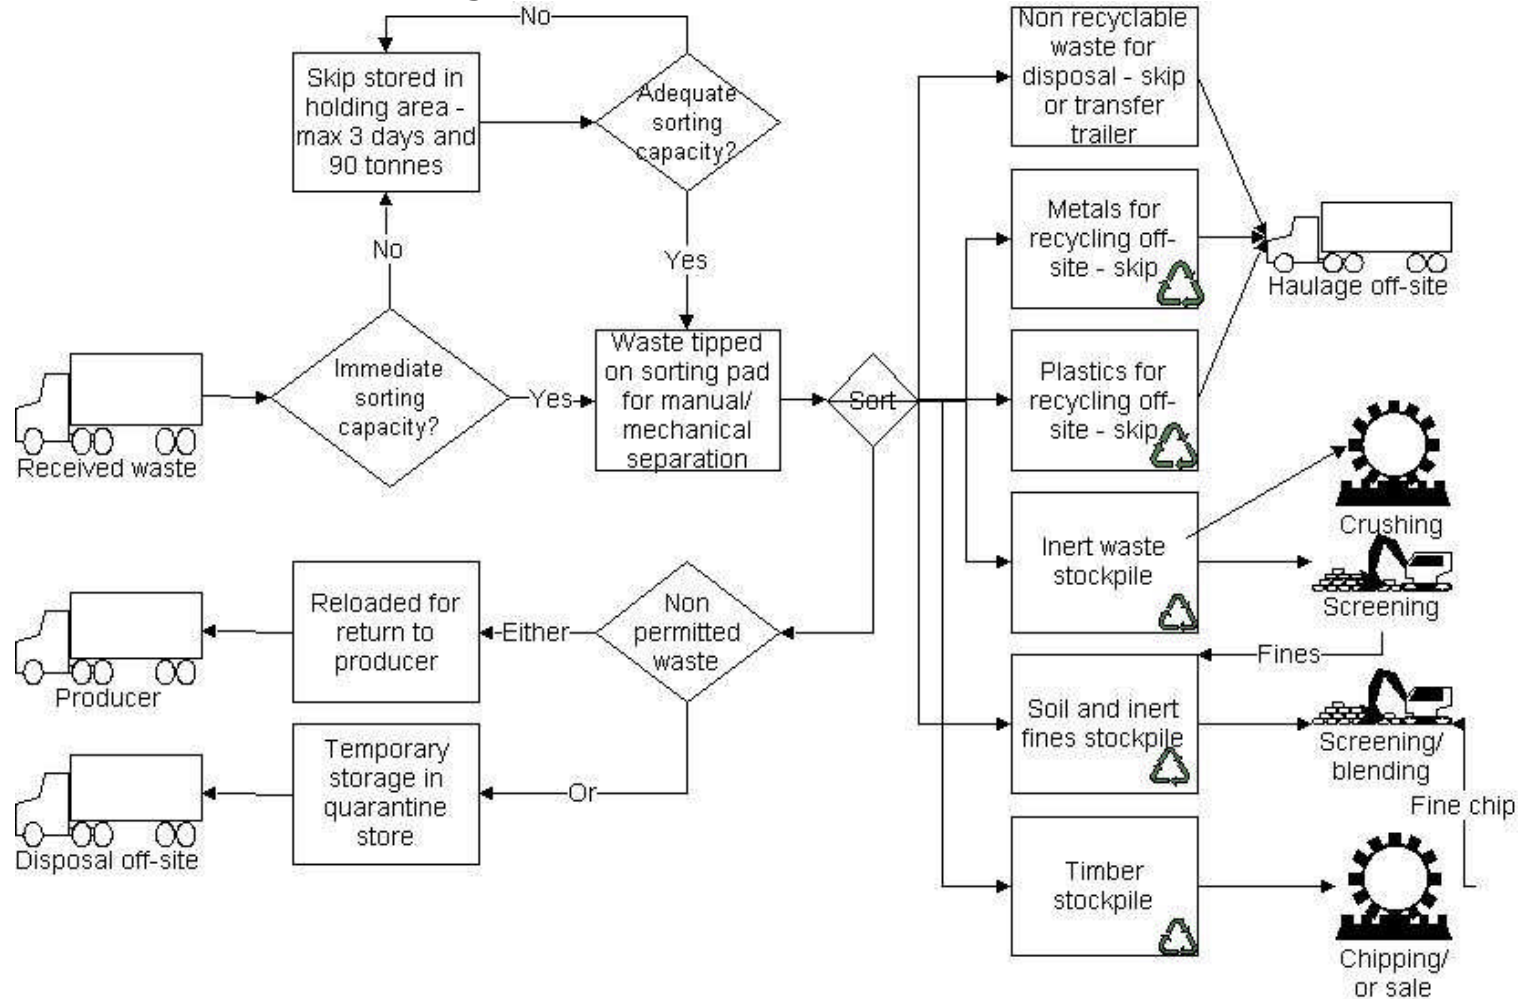 No
Skip stored in
holding area -
max 3 days and
90 tonnes
Adequate
sorting
capacity?
No
Yes
Received waste
Immediate
sorting
capacity?
Yes
Waste tipped
on sorting pad
for manual/
mechanical
separation
Sort
Non recyclable
waste for
disposal - skip
or transfer
trailer
Metals for
recycling off-
site - skip
Haulage off-site
Plastics for
recycling off-
site - skip
Inert waste
stockpile
Crushing
Screening
Fines
Soil and inert
fines stockpile
Screening/
blending
Fine chip
Timber
stockpile
Chipping/
or sale
Non
permitted
waste
Either
Reloaded for
return to
producer
Producer
Or
Temporary
storage in
quarantine
store
Disposal off-site